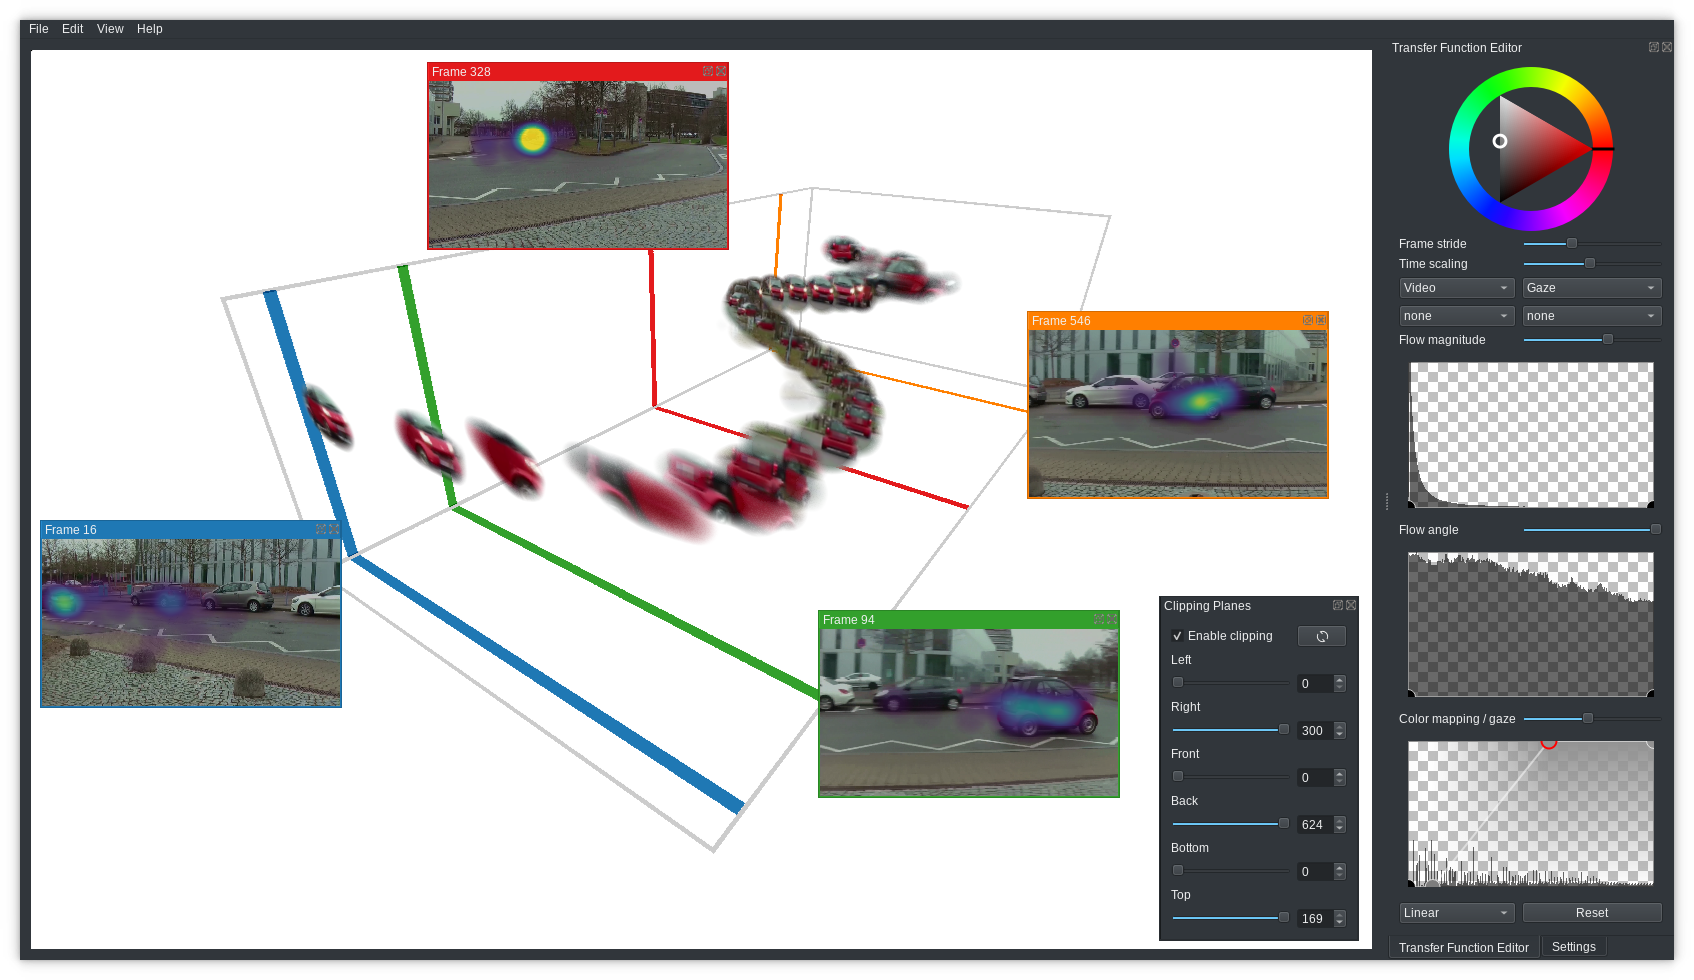 File Edit View Help
Transfer Function Editor
Frame 328
Frame stride
Time scaling
Video Gaze
none none
Frame 546
Flow magnitude
Frame 16
Flow angle
Clipping Planes
Frame 94
Enable clipping
Left
0
Right
300
Front
0
Back
624
Bottom
0
Top
169
Color mapping / gaze
Linear Reset
Transfer Function Editor Settings